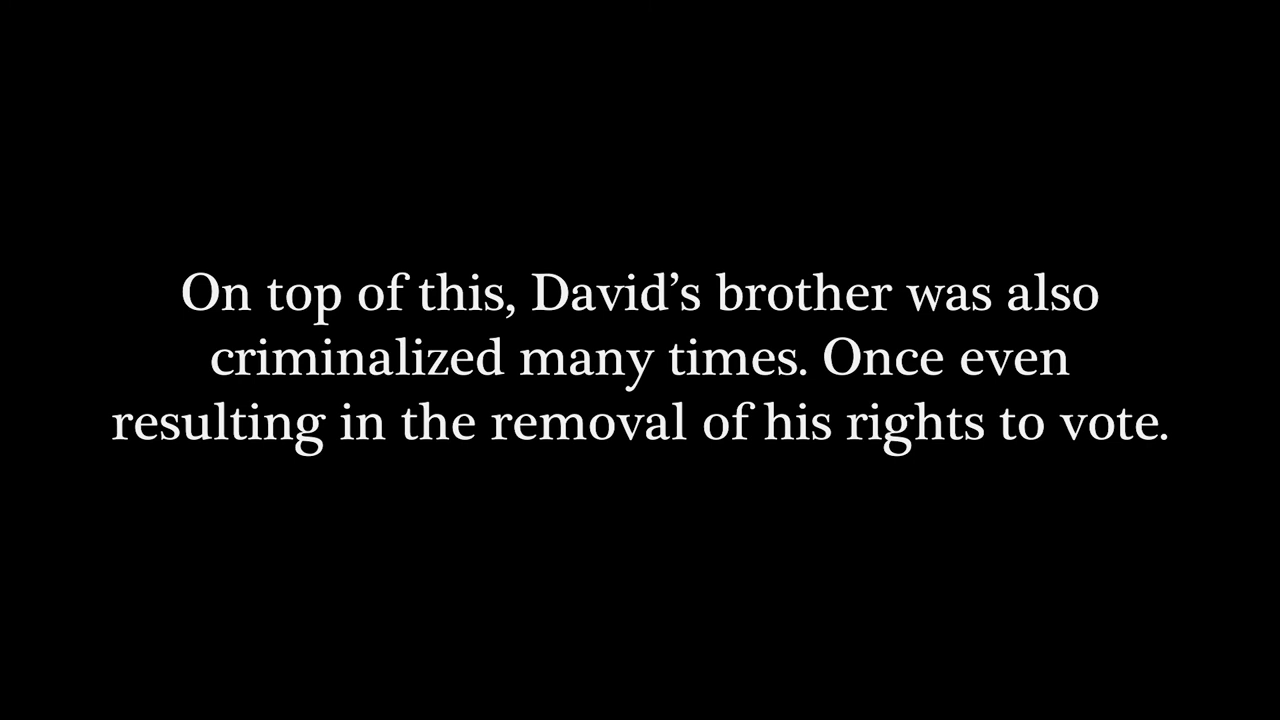 On top of this, David’s brother was also
criminalized many times. Once even
resulting in the removal of his rights to vote.